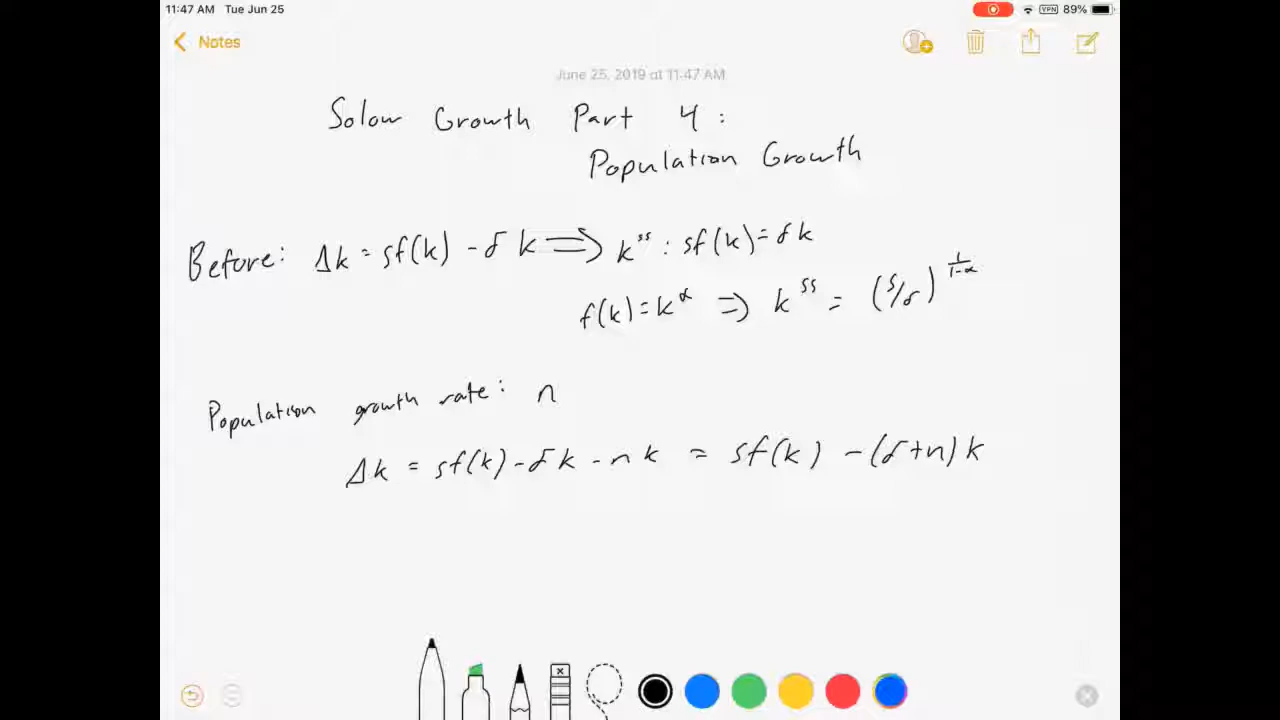 11:47 AM Tue Jun 25
VPN 89%
Notes
June 25, 2019 at 11:47 AM
Solow Growth Part 4:
Population Growth
Before: Δk = sf(k) - δk ⟹ k^ss : sf(k) = δk
f(k) = k^α ⟹ k^ss = (s/δ)^(1/(1-α))
Population growth rate: n
Δk = sf(k) - δk - nk = sf(k) - (δ+n)k